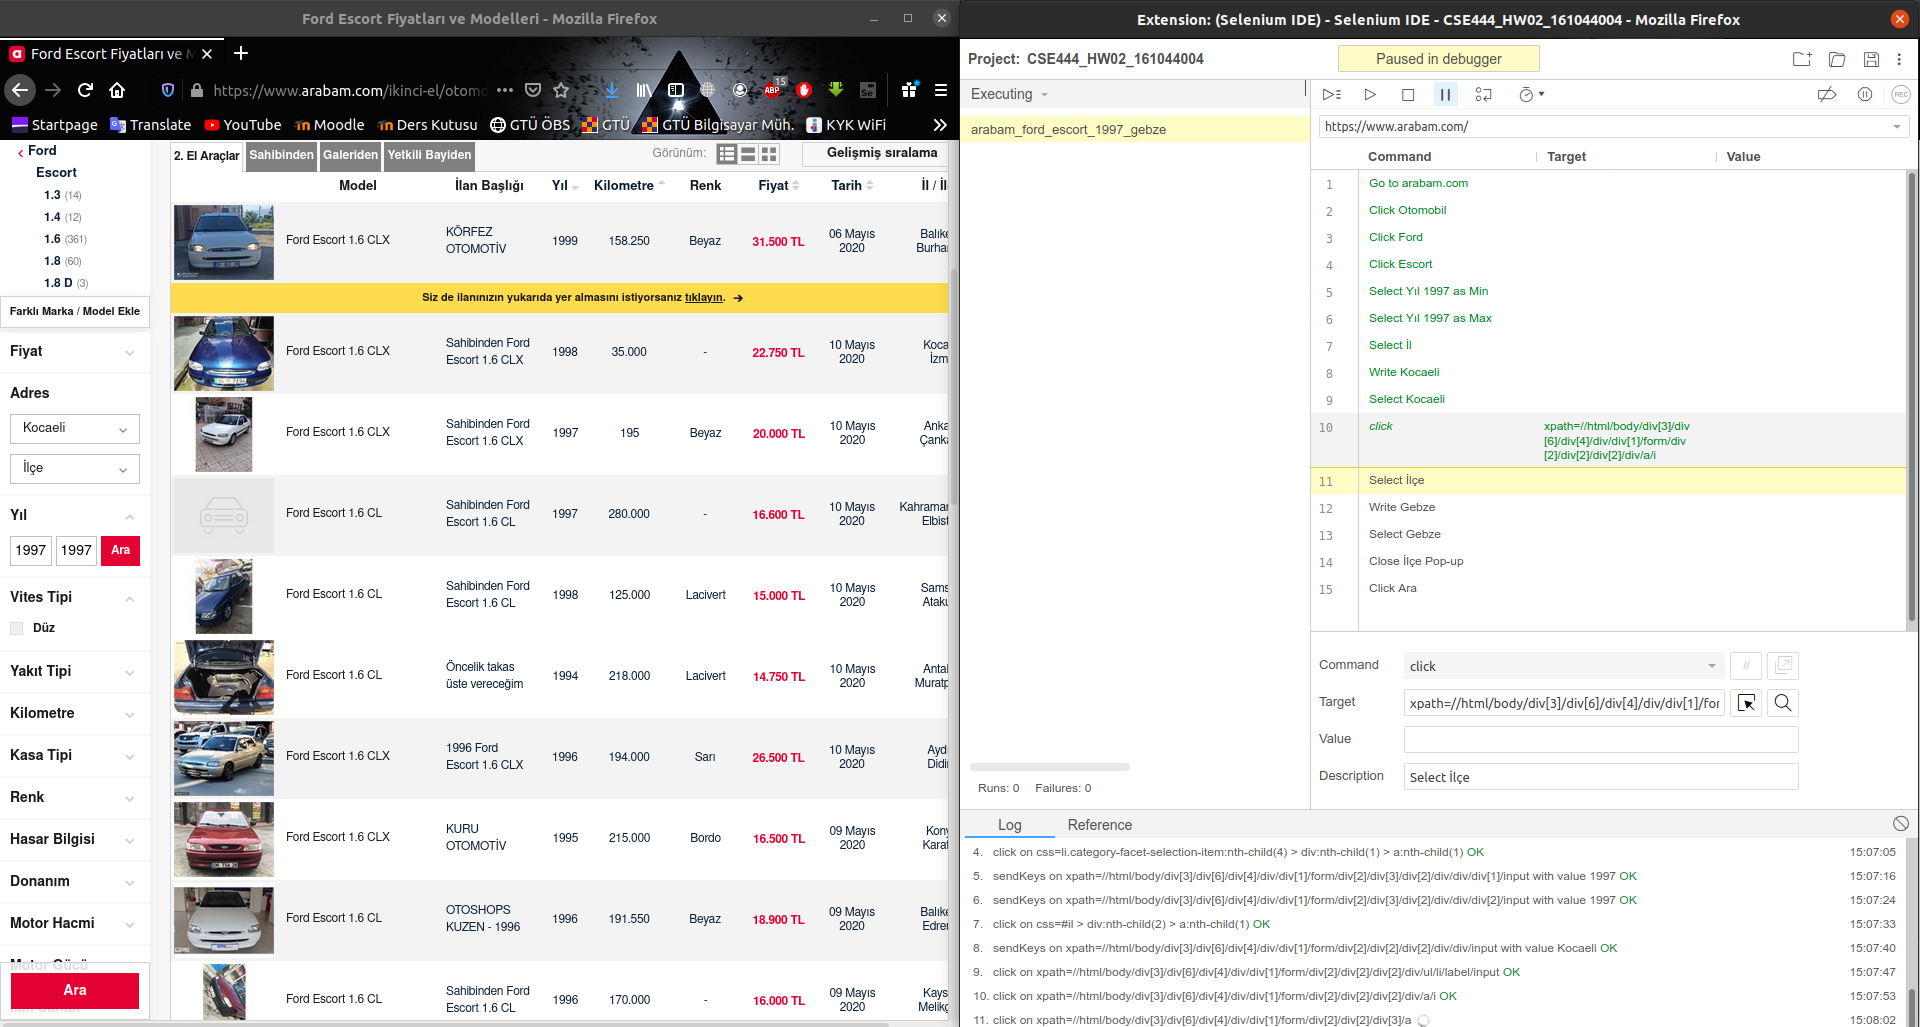 Ford Escort Fiyatları ve Modelleri - Mozilla Firefox
Ford Escort Fiyatları ve M
https://www.arabam.com/ikinci-el/otomo
15
ABP
Startpage
Translate
YouTube
Moodle
Ders Kutusu
GTÜ ÖBS
GTÜ
GTÜ Bilgisayar Müh.
KYK WiFi
Ford
Escort
1.3 (14)
1.4 (12)
1.6 (361)
1.8 (60)
1.8 D (3)
Farklı Marka / Model Ekle
Fiyat
Adres
Kocaeli
İlçe
Yıl
1997 1997 Ara
Vites Tipi
Düz
Yakıt Tipi
Kilometre
Kasa Tipi
Renk
Hasar Bilgisi
Donanım
Motor Hacmi
Motor Gücü
Ara
2. El Araçlar Sahibinden Galeriden Yetkili Bayiden
Görünüm:
Gelişmiş sıralama
Model İlan Başlığı Yıl Kilometre Renk Fiyat Tarih İl / İl
Ford Escort 1.6 CLX KÖRFEZ OTOMOTİV 1999 158.250 Beyaz 31.500 TL 06 Mayıs 2020 Balıke Burha
Siz de ilanınızın yukarıda yer almasını istiyorsanız tıklayın. →
Ford Escort 1.6 CLX Sahibinden Ford Escort 1.6 CLX 1998 35.000 - 22.750 TL 10 Mayıs 2020 Koca İzm
Ford Escort 1.6 CLX Sahibinden Ford Escort 1.6 CLX 1997 195 Beyaz 20.000 TL 10 Mayıs 2020 Anka Çanka
Ford Escort 1.6 CL Sahibinden Ford Escort 1.6 CL 1997 280.000 - 16.600 TL 10 Mayıs 2020 Kahraman Elbist
Ford Escort 1.6 CL Sahibinden Ford Escort 1.6 CL 1998 125.000 Lacivert 15.000 TL 10 Mayıs 2020 Sams Ataku
Ford Escort 1.6 CL Öncelik takas üste vereceğim 1994 218.000 Lacivert 14.750 TL 10 Mayıs 2020 Antal Muratp
Ford Escort 1.6 CLX 1996 Ford Escort 1.6 CLX 1996 194.000 Sarı 26.500 TL 10 Mayıs 2020 Aydı Didi
Ford Escort 1.6 CLX KURU OTOMOTİV 1995 215.000 Bordo 16.500 TL 09 Mayıs 2020 Kony Karat
Ford Escort 1.6 CL OTOSHOPS KUZEN - 1996 1996 191.550 Beyaz 18.900 TL 09 Mayıs 2020 Balıke Edre
Ford Escort 1.6 CL Sahibinden Ford Escort 1.6 CL 1996 170.000 - 16.000 TL 09 Mayıs 2020 Kays Melikg
Extension: (Selenium IDE) - Selenium IDE - CSE444_HW02_161044004 - Mozilla Firefox
Project: CSE444_HW02_161044004
Paused in debugger
Executing
REC
arabam_ford_escort_1997_gebze
https://www.arabam.com/
Command Target Value
1 Go to arabam.com
2 Click Otomobil
3 Click Ford
4 Click Escort
5 Select Yıl 1997 as Min
6 Select Yıl 1997 as Max
7 Select İl
8 Write Kocaeli
9 Select Kocaeli
10 click xpath=//html/body/div[3]/div
[6]/div[4]/div/div[1]/form/div
[2]/div[2]/div[2]/div/a/i
11 Select İlçe
12 Write Gebze
13 Select Gebze
14 Close İlçe Pop-up
15 Click Ara
Command click //
Target xpath=//html/body/div[3]/div[6]/div[4]/div/div[1]/for
Value
Description Select İlçe
Runs: 0 Failures: 0
Log Reference
4. click on css=li.category-facet-selection-item:nth-child(4) > div:nth-child(1) > a:nth-child(1) OK 15:07:05
5. sendKeys on xpath=//html/body/div[3]/div[6]/div[4]/div/div[1]/form/div[2]/div[3]/div[2]/div/div/div[1]/input with value 1997 OK 15:07:16
6. sendKeys on xpath=//html/body/div[3]/div[6]/div[4]/div/div[1]/form/div[2]/div[3]/div[2]/div/div/div[2]/input with value 1997 OK 15:07:24
7. click on css=#il > div:nth-child(2) > a:nth-child(1) OK 15:07:33
8. sendKeys on xpath=//html/body/div[3]/div[6]/div[4]/div/div[1]/form/div[2]/div[2]/div[2]/div/div/input with value Kocaeli OK 15:07:40
9. click on xpath=//html/body/div[3]/div[6]/div[4]/div/div[1]/form/div[2]/div[2]/div[2]/div/ul/li/label/input OK 15:07:47
10. click on xpath=//html/body/div[3]/div[6]/div[4]/div/div[1]/form/div[2]/div[2]/div[2]/div/a/i OK 15:07:53
11. click on xpath=//html/body/div[3]/div[6]/div[4]/div/div[1]/form/div[2]/div[2]/div[3]/a 15:08:02